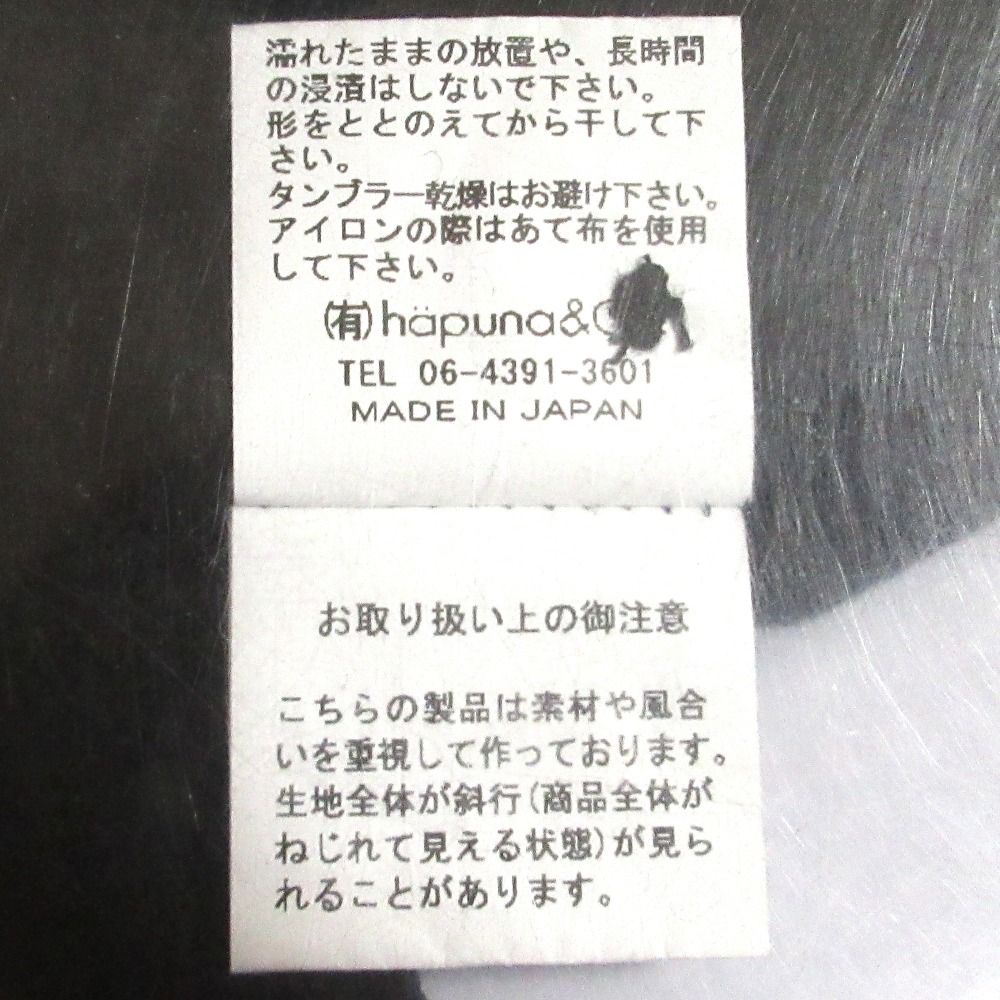 濡れたままの放置や、長時間
の浸漬はしないで下さい。
形をととのえてから干して下
さい。
タンブラー乾燥はお避け下さい。
アイロンの際はあて布を使用
して下さい。
(有)häpuna&
TEL 06-4391-3601
MADE IN JAPAN
お取り扱い上の御注意
こちらの製品は素材や風合
いを重視して作っております。
生地全体が斜行(商品全体が
ねじれて見える状態)が見ら
れることがあります。